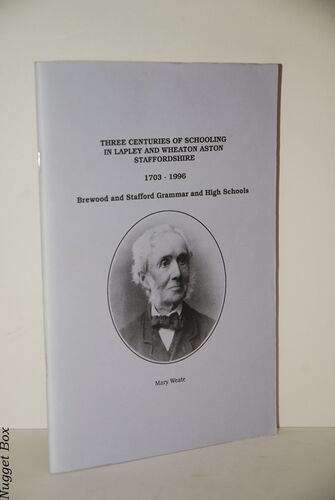 THREE CENTURIES OF SCHOOLING
IN LAPLEY AND WHEATON ASTON
STAFFORDSHIRE
1703 - 1996
Brewood and Stafford Grammar and High Schools
Mary Weate
Nugget Box